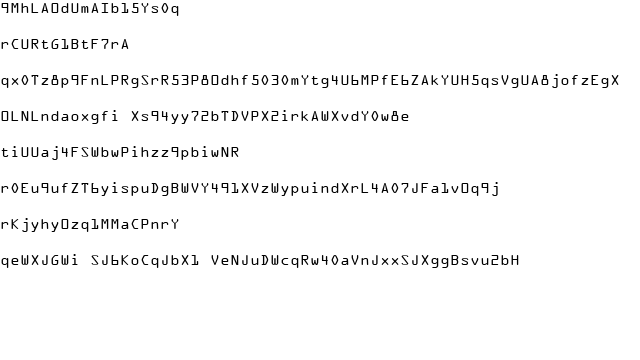 9MhLAOdUmAIb15Ys0q
rCURtG1BtF7rA
qx0Tz8p9FnLPRgSrR53P8Odhf5030mYtg4U6MPfE6ZAkYUH5qsVgUA8jofzEgX
OLNLndaoxgfi Xs94yy72bTDVPX2irkAWXvdY0w8e
tiUUaj4FSWbwPihzz9pbiwNR
r0Eu9ufZT6yispuDgBWVY491XVzWypuindXrL4A07JFa1vOq9j
rKjyhyOzq1MMaCPnrY
qeWXJGWi SJ6KoCqJbX1 VeNJuDWcqRw40aVnJxxSJXggBsvu2bH